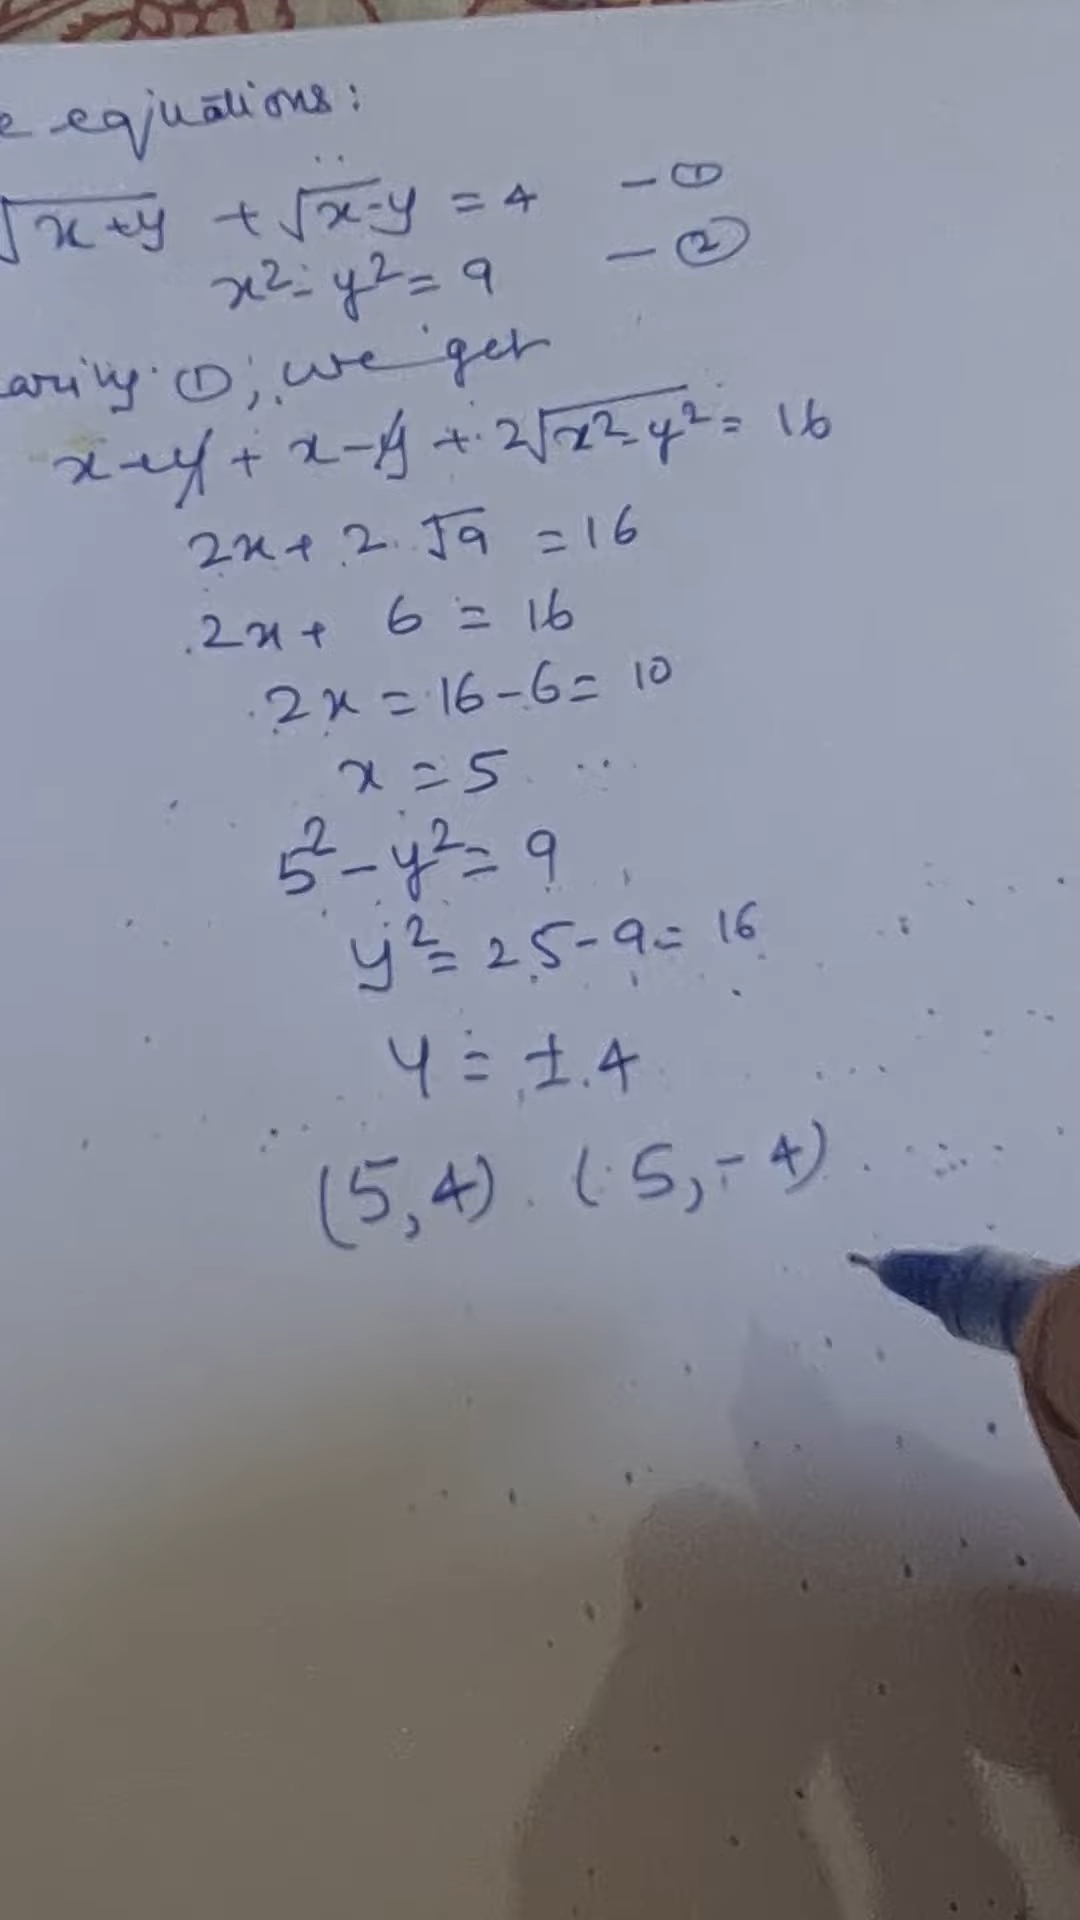 equations:
√x+y + √x-y = 4 — ①
x² - y² = 9 — ②
①, we get
x+y + x-y + 2√x²-y² = 16
2x + 2 √9 = 16
2x + 6 = 16
2x = 16 - 6 = 10
x = 5
5² - y² = 9
y² = 25 - 9 = 16
y = ± 4
(5, 4) (5, -4)